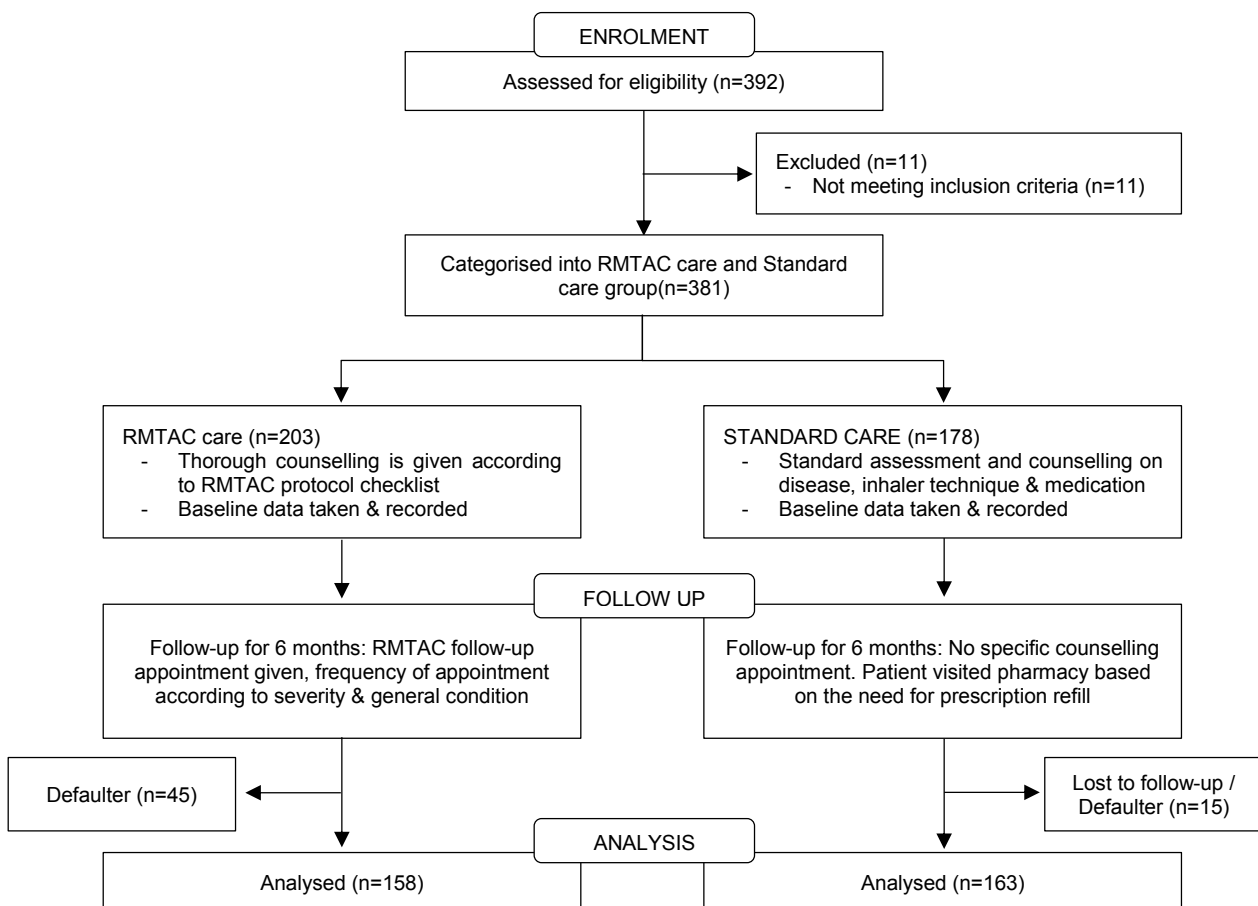 ENROLMENT
Assessed for eligibility (n=392)
Excluded (n=11)
- Not meeting inclusion criteria (n=11)
Categorised into RMTAC care and Standard
care group(n=381)
RMTAC care (n=203)
- Thorough counselling is given according
to RMTAC protocol checklist
- Baseline data taken & recorded
STANDARD CARE (n=178)
- Standard assessment and counselling on
disease, inhaler technique & medication
- Baseline data taken & recorded
FOLLOW UP
Follow-up for 6 months: RMTAC follow-up
appointment given, frequency of appointment
according to severity & general condition
Follow-up for 6 months: No specific counselling
appointment. Patient visited pharmacy based
on the need for prescription refill
Defaulter (n=45)
Lost to follow-up /
Defaulter (n=15)
ANALYSIS
Analysed (n=158)
Analysed (n=163)